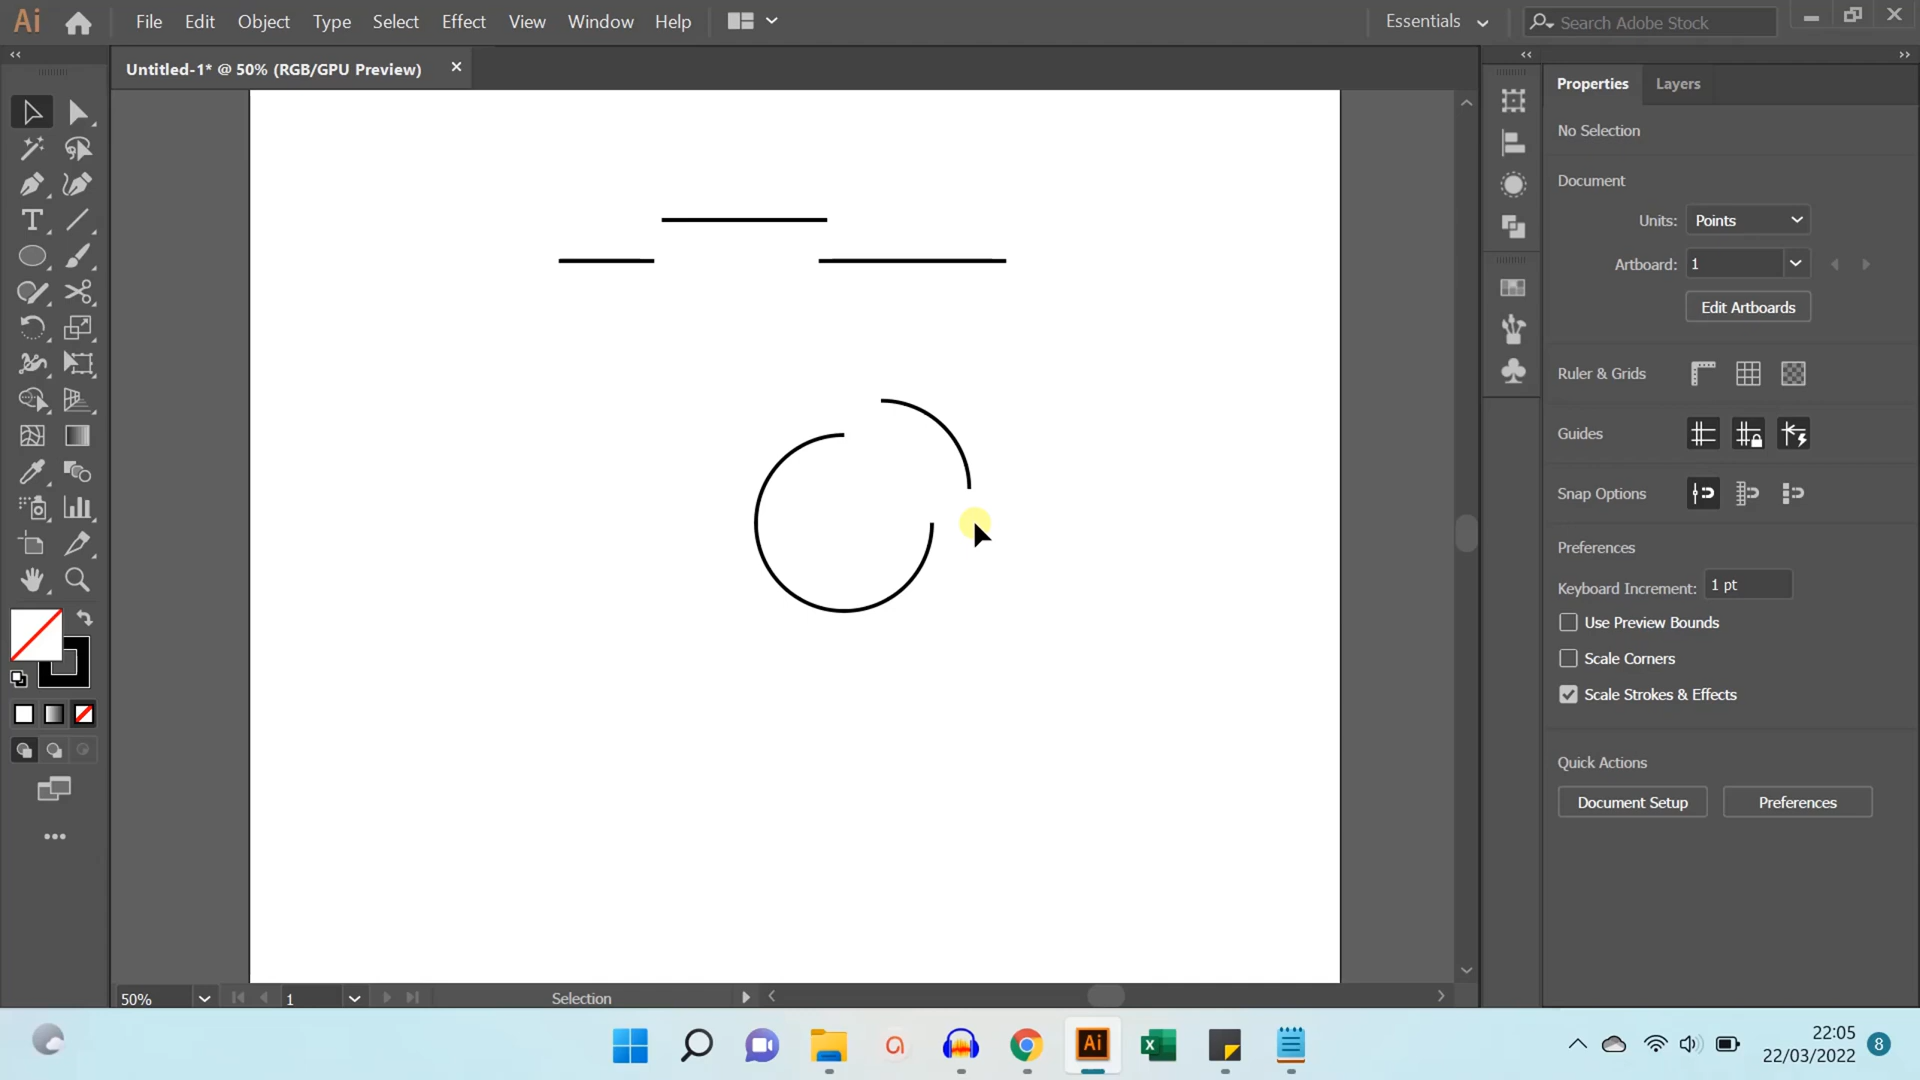 Ai File Edit Object Type Select Effect View Window Help Essentials Search Adobe Stock
Untitled-1* @ 50% (RGB/GPU Preview)
Properties Layers
No Selection
Document
Units: Points
Artboard: 1
Edit Artboards
Ruler & Grids
Guides
Snap Options
Preferences
Keyboard Increment: 1 pt
Use Preview Bounds
Scale Corners
Scale Strokes & Effects
Quick Actions
Document Setup Preferences
50% 1 Selection
Ai
22:05
22/03/2022
8